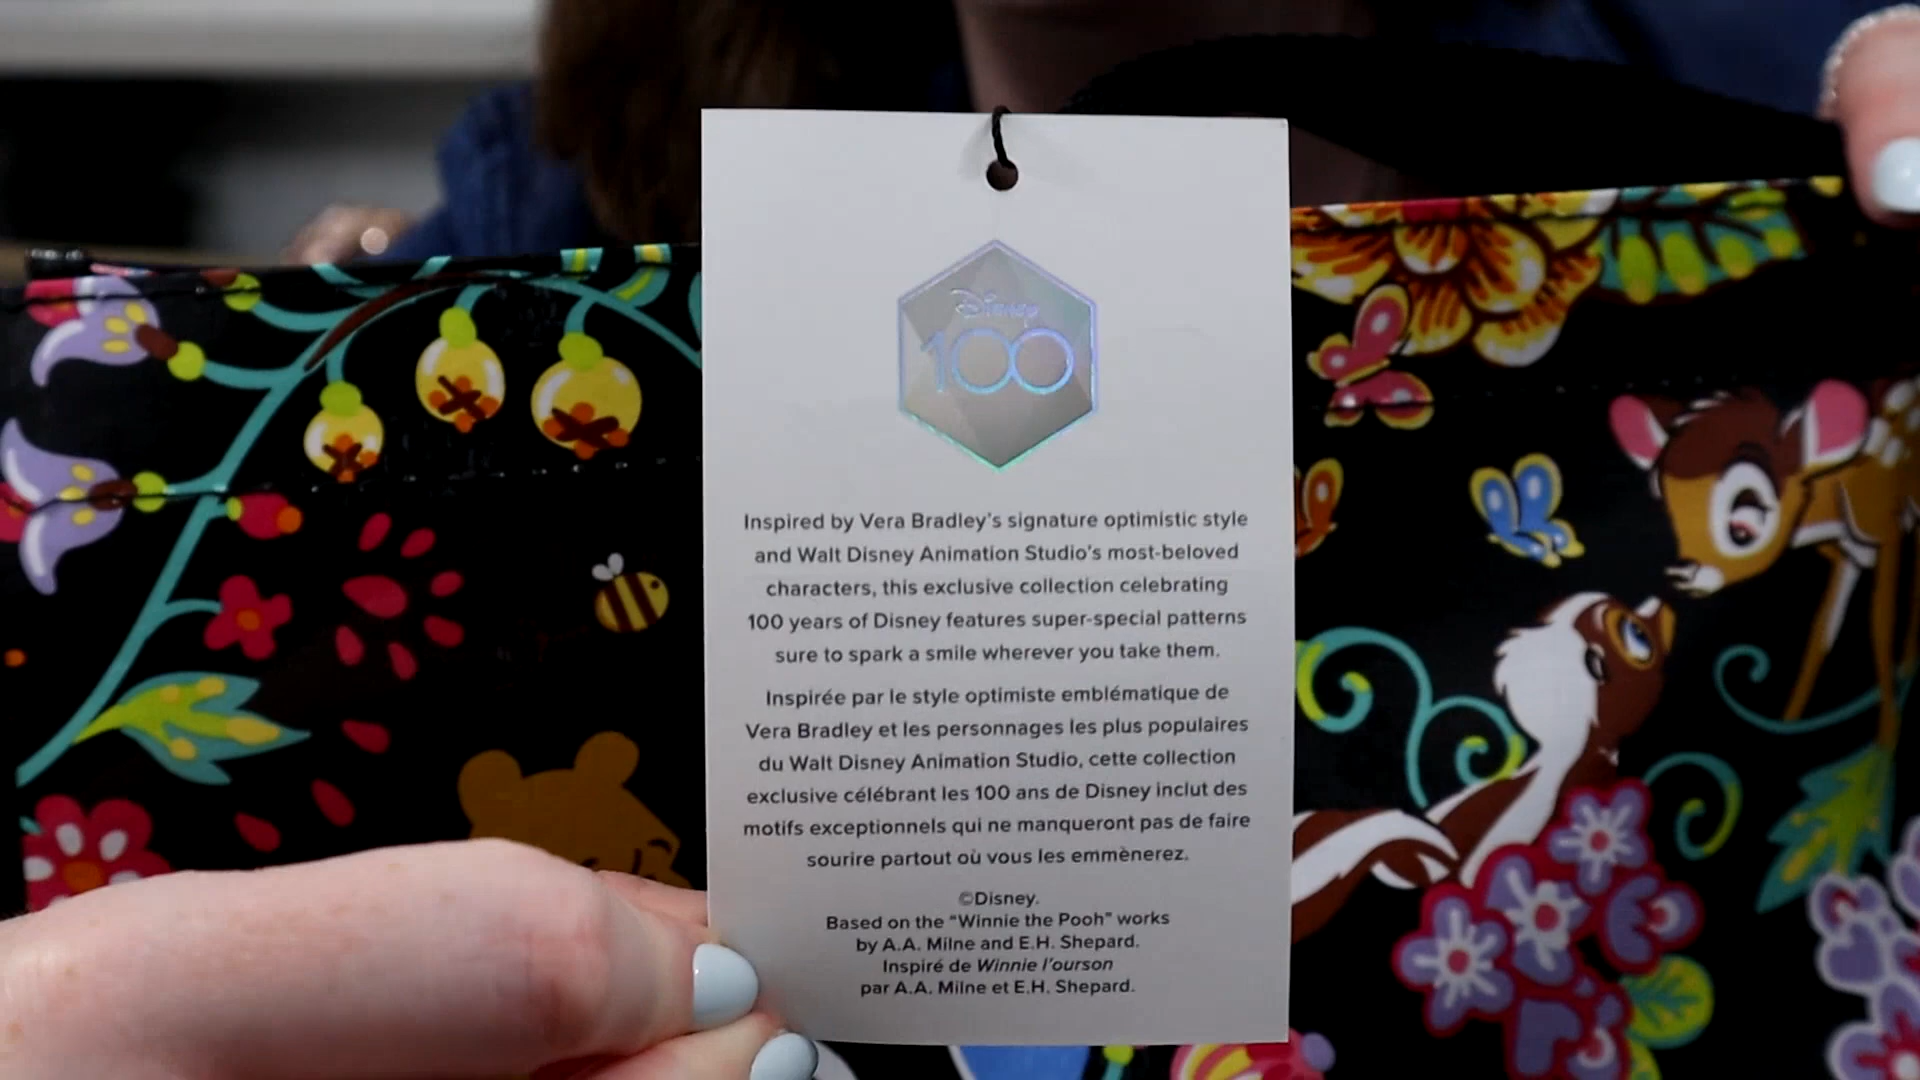 Disney
100
Inspired by Vera Bradley's signature optimistic style
and Walt Disney Animation Studio's most-beloved
characters, this exclusive collection celebrating
100 years of Disney features super-special patterns
sure to spark a smile wherever you take them.
Inspirée par le style optimiste emblématique de
Vera Bradley et les personnages les plus populaires
du Walt Disney Animation Studio, cette collection
exclusive célébrant les 100 ans de Disney inclut des
motifs exceptionnels qui ne manqueront pas de faire
sourire partout où vous les emmènerez.
©Disney.
Based on the "Winnie the Pooh" works
by A.A. Milne and E.H. Shepard.
Inspiré de Winnie l'ourson
par A.A. Milne et E.H. Shepard.